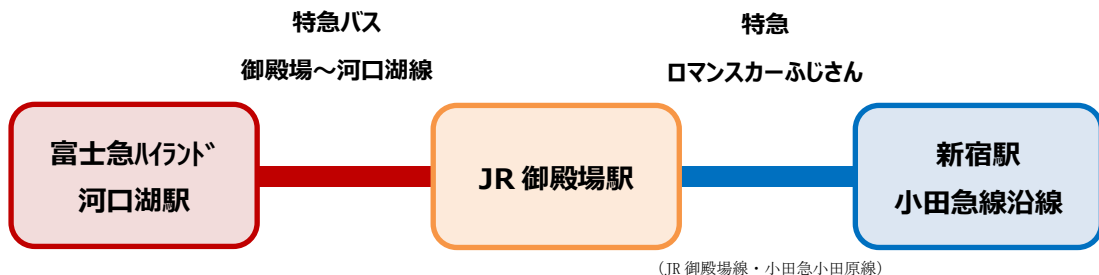 特急バス
御殿場～河口湖線
特急
ロマンスカーふじさん
富士急ﾊｲﾗﾝﾄﾞ
河口湖駅
JR 御殿場駅
新宿駅
小田急線沿線
（JR 御殿場線・小田急小田原線）